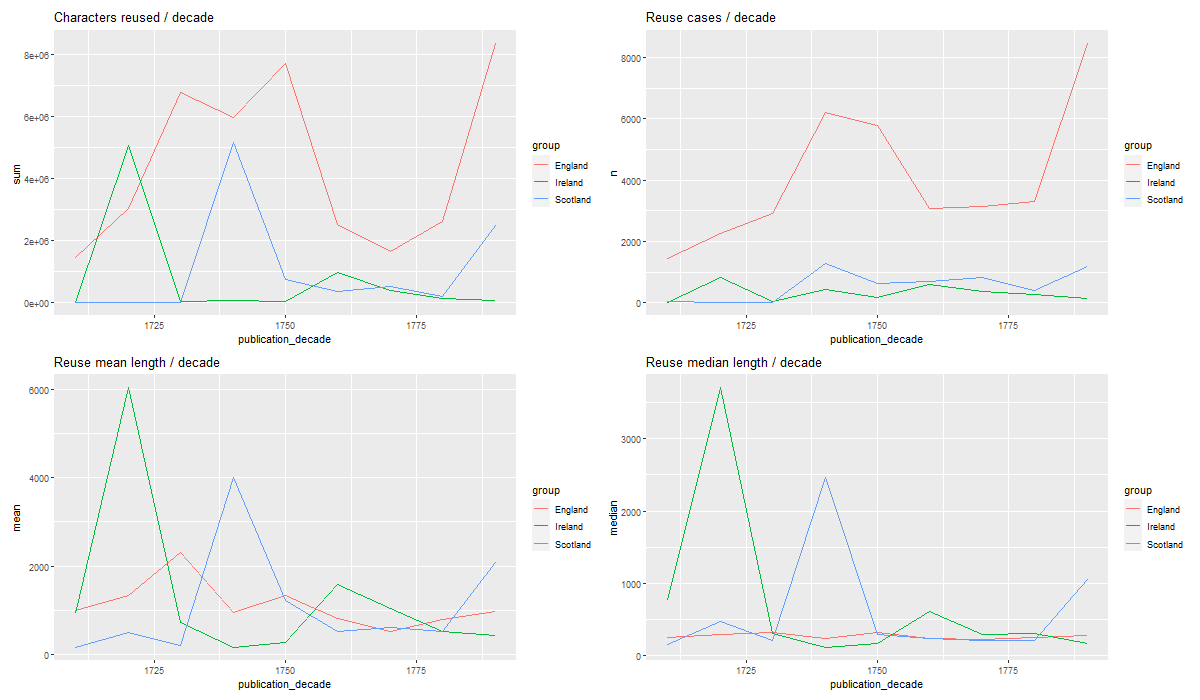 Characters reused / decade
8e+06
6e+06
4e+06
2e+06
0e+00
sum
1725
1750
1775
publication_decade
group
England
Ireland
Scotland
Reuse cases / decade
8000
6000
4000
2000
0
n
1725
1750
1775
publication_decade
group
England
Ireland
Scotland
Reuse mean length / decade
6000
4000
2000
0
mean
1725
1750
1775
publication_decade
group
England
Ireland
Scotland
Reuse median length / decade
3000
2000
1000
0
median
1725
1750
1775
publication_decade
group
England
Ireland
Scotland